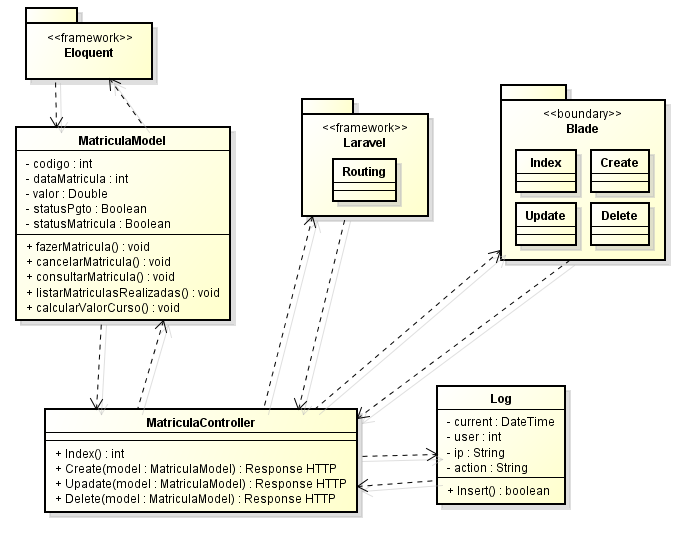 <<framework>>
Eloquent
MatriculaModel
- codigo : int
- dataMatricula : int
- valor : Double
- statusPgto : Boolean
- statusMatricula : Boolean
+ fazerMatricula() : void
+ cancelarMatricula() : void
+ consultarMatricula() : void
+ listarMatriculasRealizadas() : void
+ calcularValorCurso() : void
<<framework>>
Laravel
Routing
<<boundary>>
Blade
Index
Create
Update
Delete
MatriculaController
+ Index() : int
+ Create(model : MatriculaModel) : Response HTTP
+ Upadate(model : MatriculaModel) : Response HTTP
+ Delete(model : MatriculaModel) : Response HTTP
Log
- current : DateTime
- user : int
- ip : String
- action : String
+ Insert() : boolean